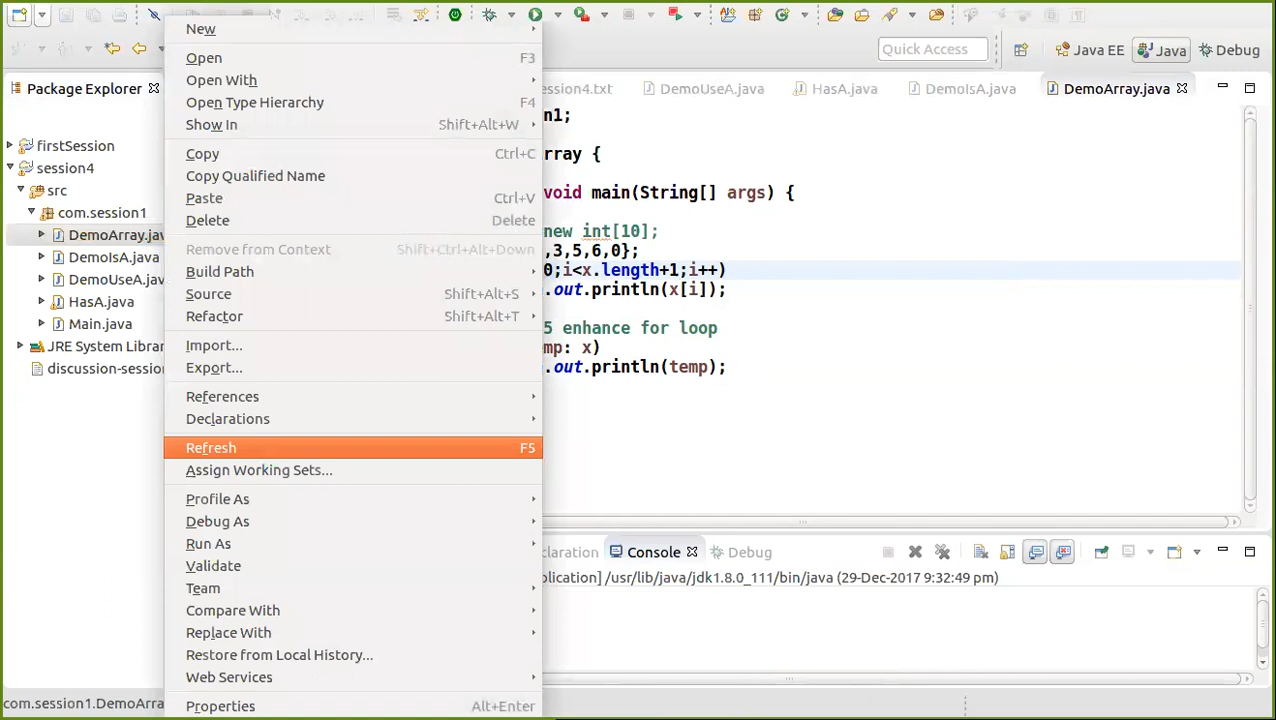 New
Quick Access
Java EE
Java
Debug
Open F3
Open With
Open Type Hierarchy F4
Show In Shift+Alt+W
Copy Ctrl+C
Copy Qualified Name
Paste Ctrl+V
Delete Delete
Remove from Context Shift+Ctrl+Alt+Down
Build Path
Source Shift+Alt+S
Refactor Shift+Alt+T
Import...
Export...
References
Declarations
Refresh F5
Assign Working Sets...
Profile As
Debug As
Run As
Validate
Team
Compare With
Replace With
Restore from Local History...
Web Services
Properties Alt+Enter
Package Explorer
firstSession
session4
src
com.session1
DemoArray.jav
DemoIsA.java
DemoUseA.java
HasA.java
Main.java
JRE System Librar
discussion-session
ession4.txt
DemoUseA.java
HasA.java
DemoIsA.java
DemoArray.java
n1;
rray {
void main(String[] args) {
new int[10];
,3,5,6,0};
0;i<x.length+1;i++)
.out.println(x[i]);
5 enhance for loop
mp: x)
.out.println(temp);
claration
Console
Debug
plication] /usr/lib/java/jdk1.8.0_111/bin/java (29-Dec-2017 9:32:49 pm)
com.session1.DemoArra